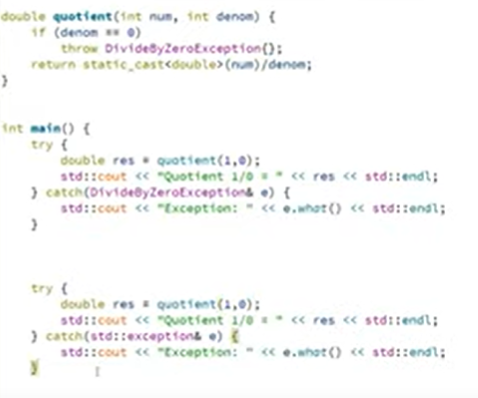 double quotient(int num, int denom) {
    if (denom == 0)
        throw DivideByZeroException{};
    return static_cast<double>(num)/denom;
}
int main() {
    try {
        double res = quotient(1,0);
        std::cout << "Quotient 1/0 = " << res << std::endl;
    } catch(DivideByZeroException& e) {
        std::cout << "Exception: " << e.what() << std::endl;
    }
    try {
        double res = quotient(1,0);
        std::cout << "Quotient 1/0 = " << res << std::endl;
    } catch(std::exception& e) {
        std::cout << "Exception: " << e.what() << std::endl;
    }